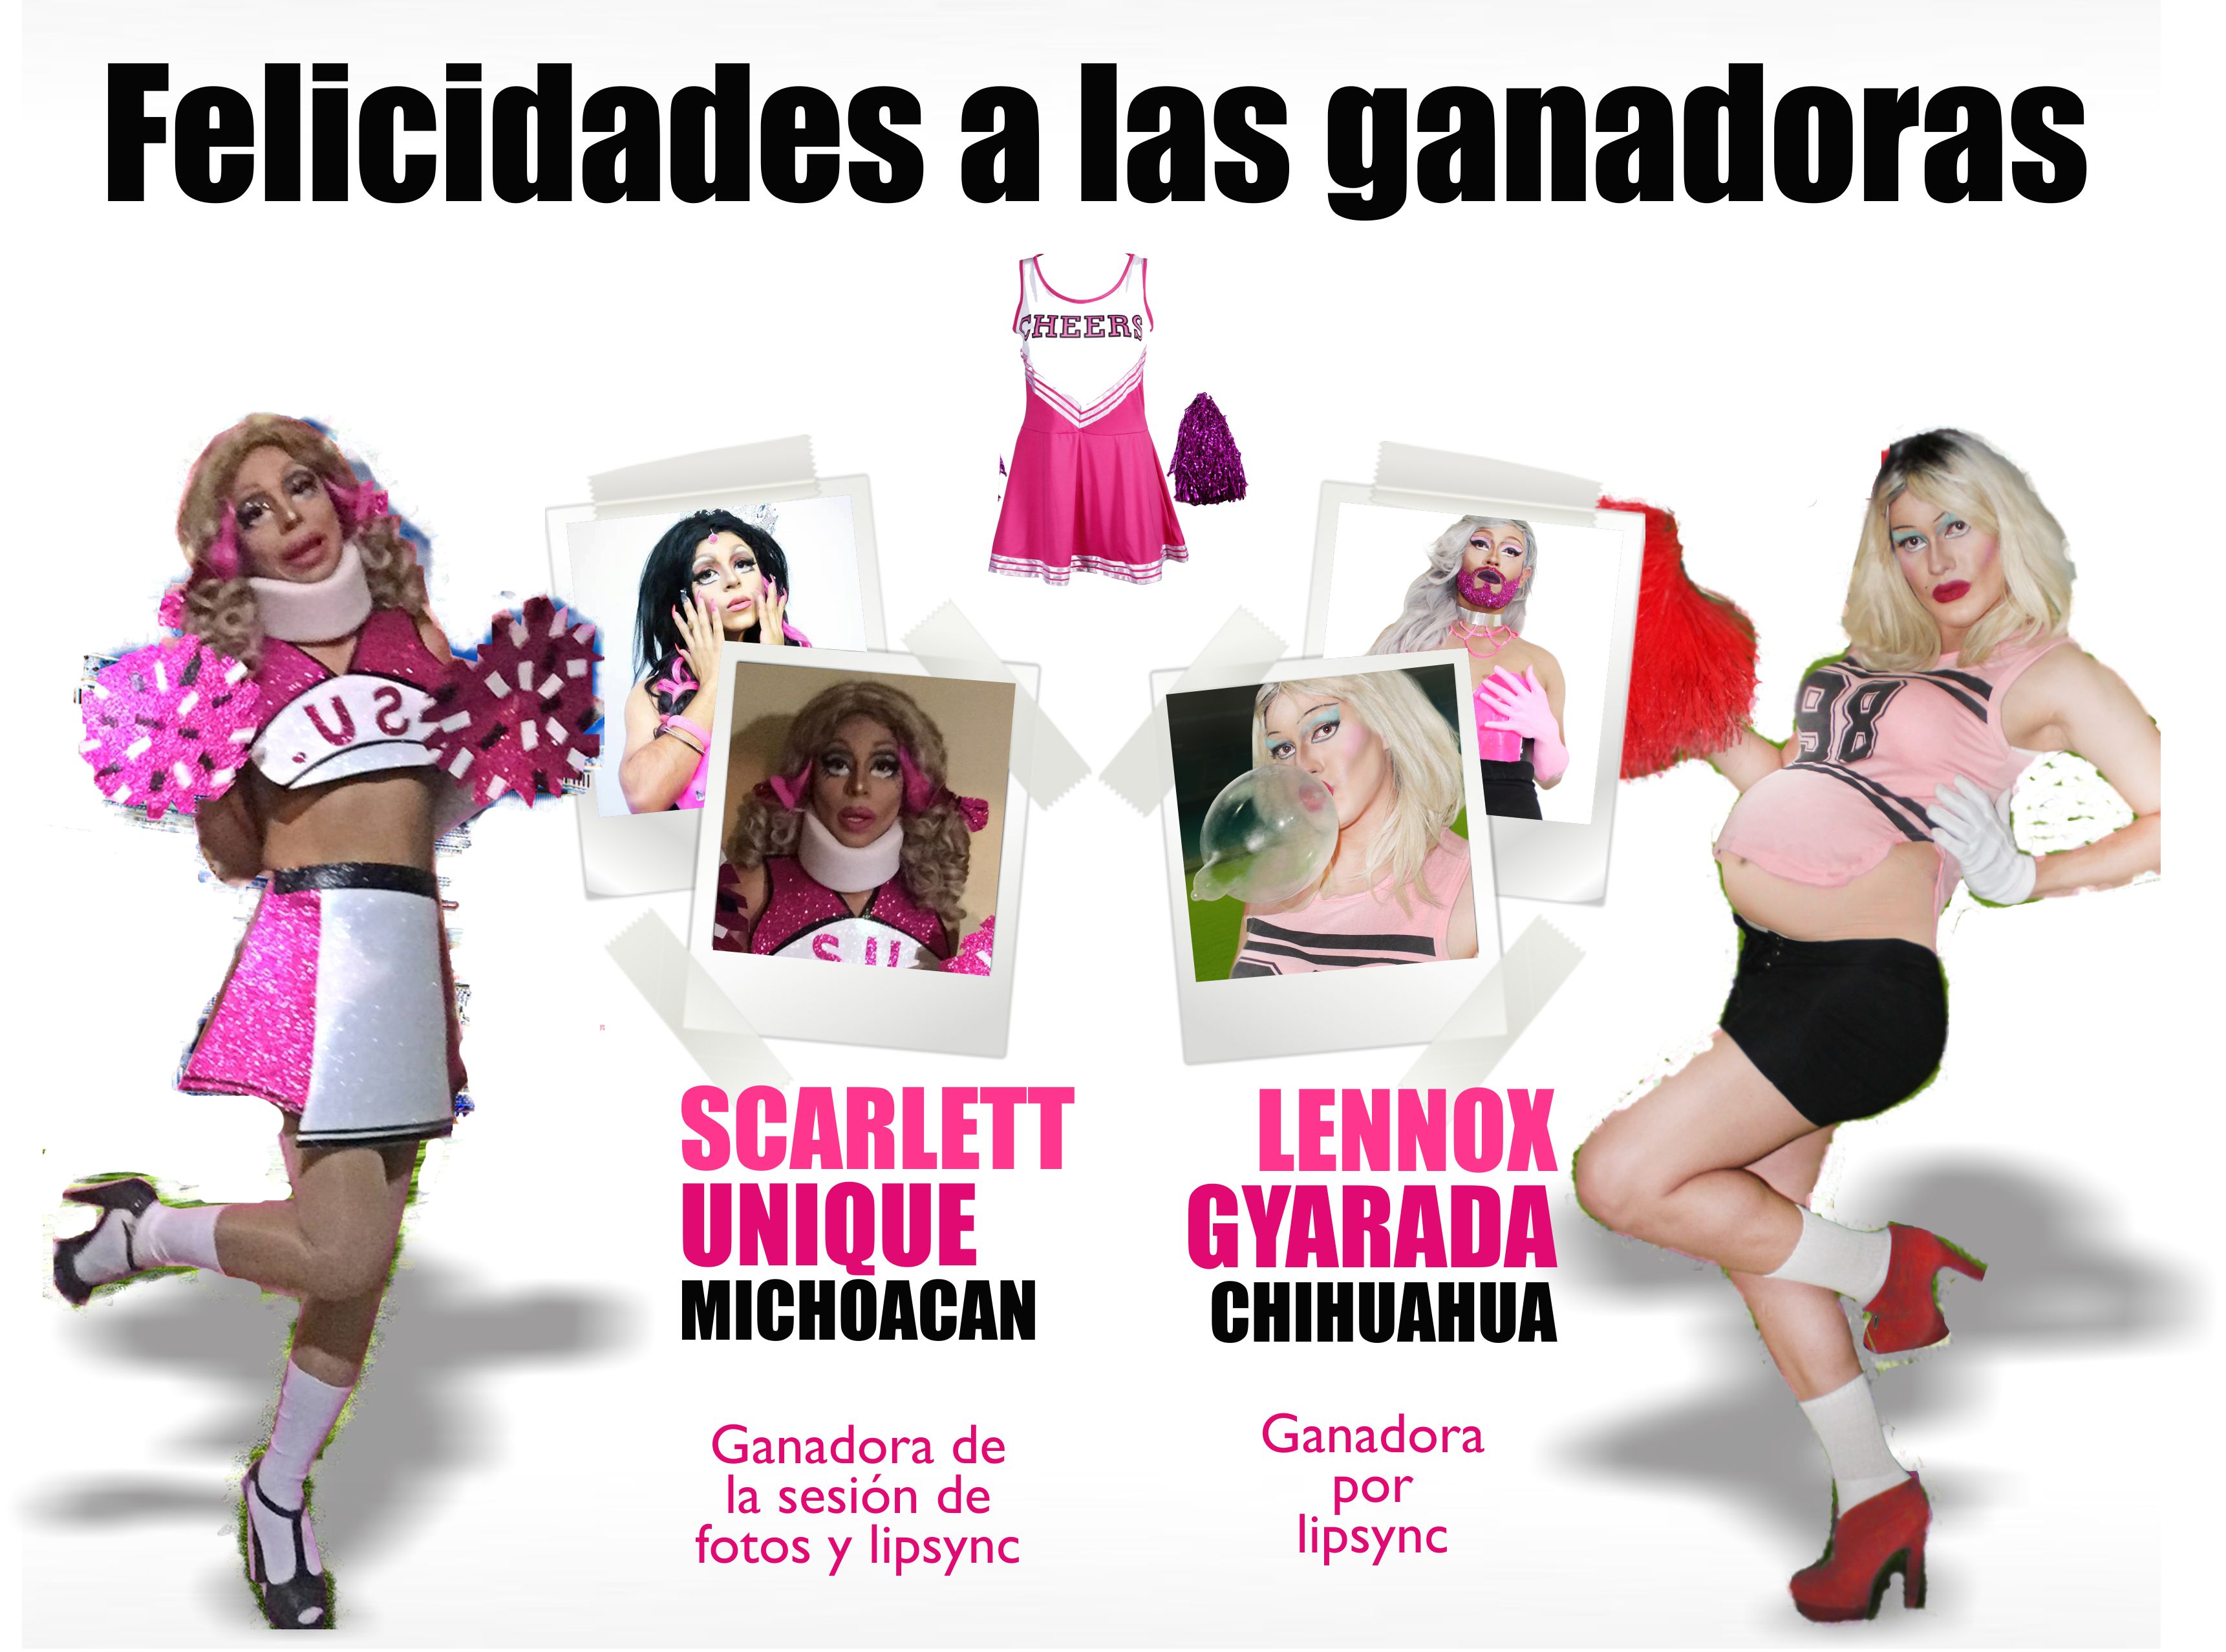 Felicidades a las ganadoras
CHEERS
S U
98
S U
SCARLETT
UNIQUE
MICHOACAN
Ganadora de
la sesión de
fotos y lipsync
LENNOX
GYARADA
CHIHUAHUA
Ganadora
por
lipsync